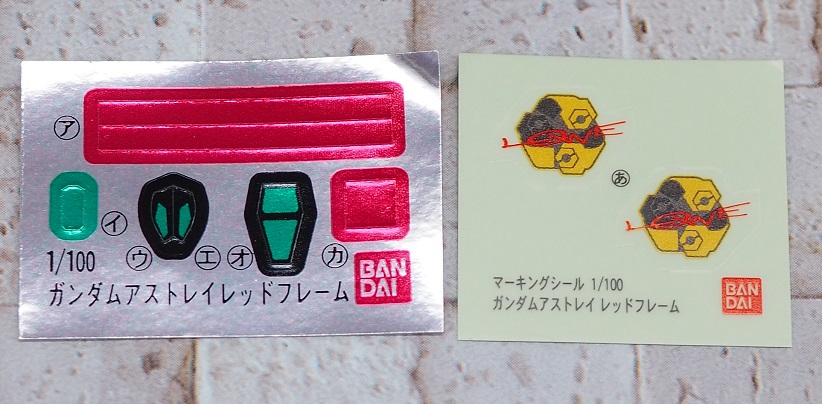 ㋐
㋑
㋒
㋓
㋔
㋕
1/100
ガンダムアストレイレッドフレーム
BAN
DAI
あ
マーキングシール 1/100
ガンダムアストレイ レッドフレーム
BAN
DAI